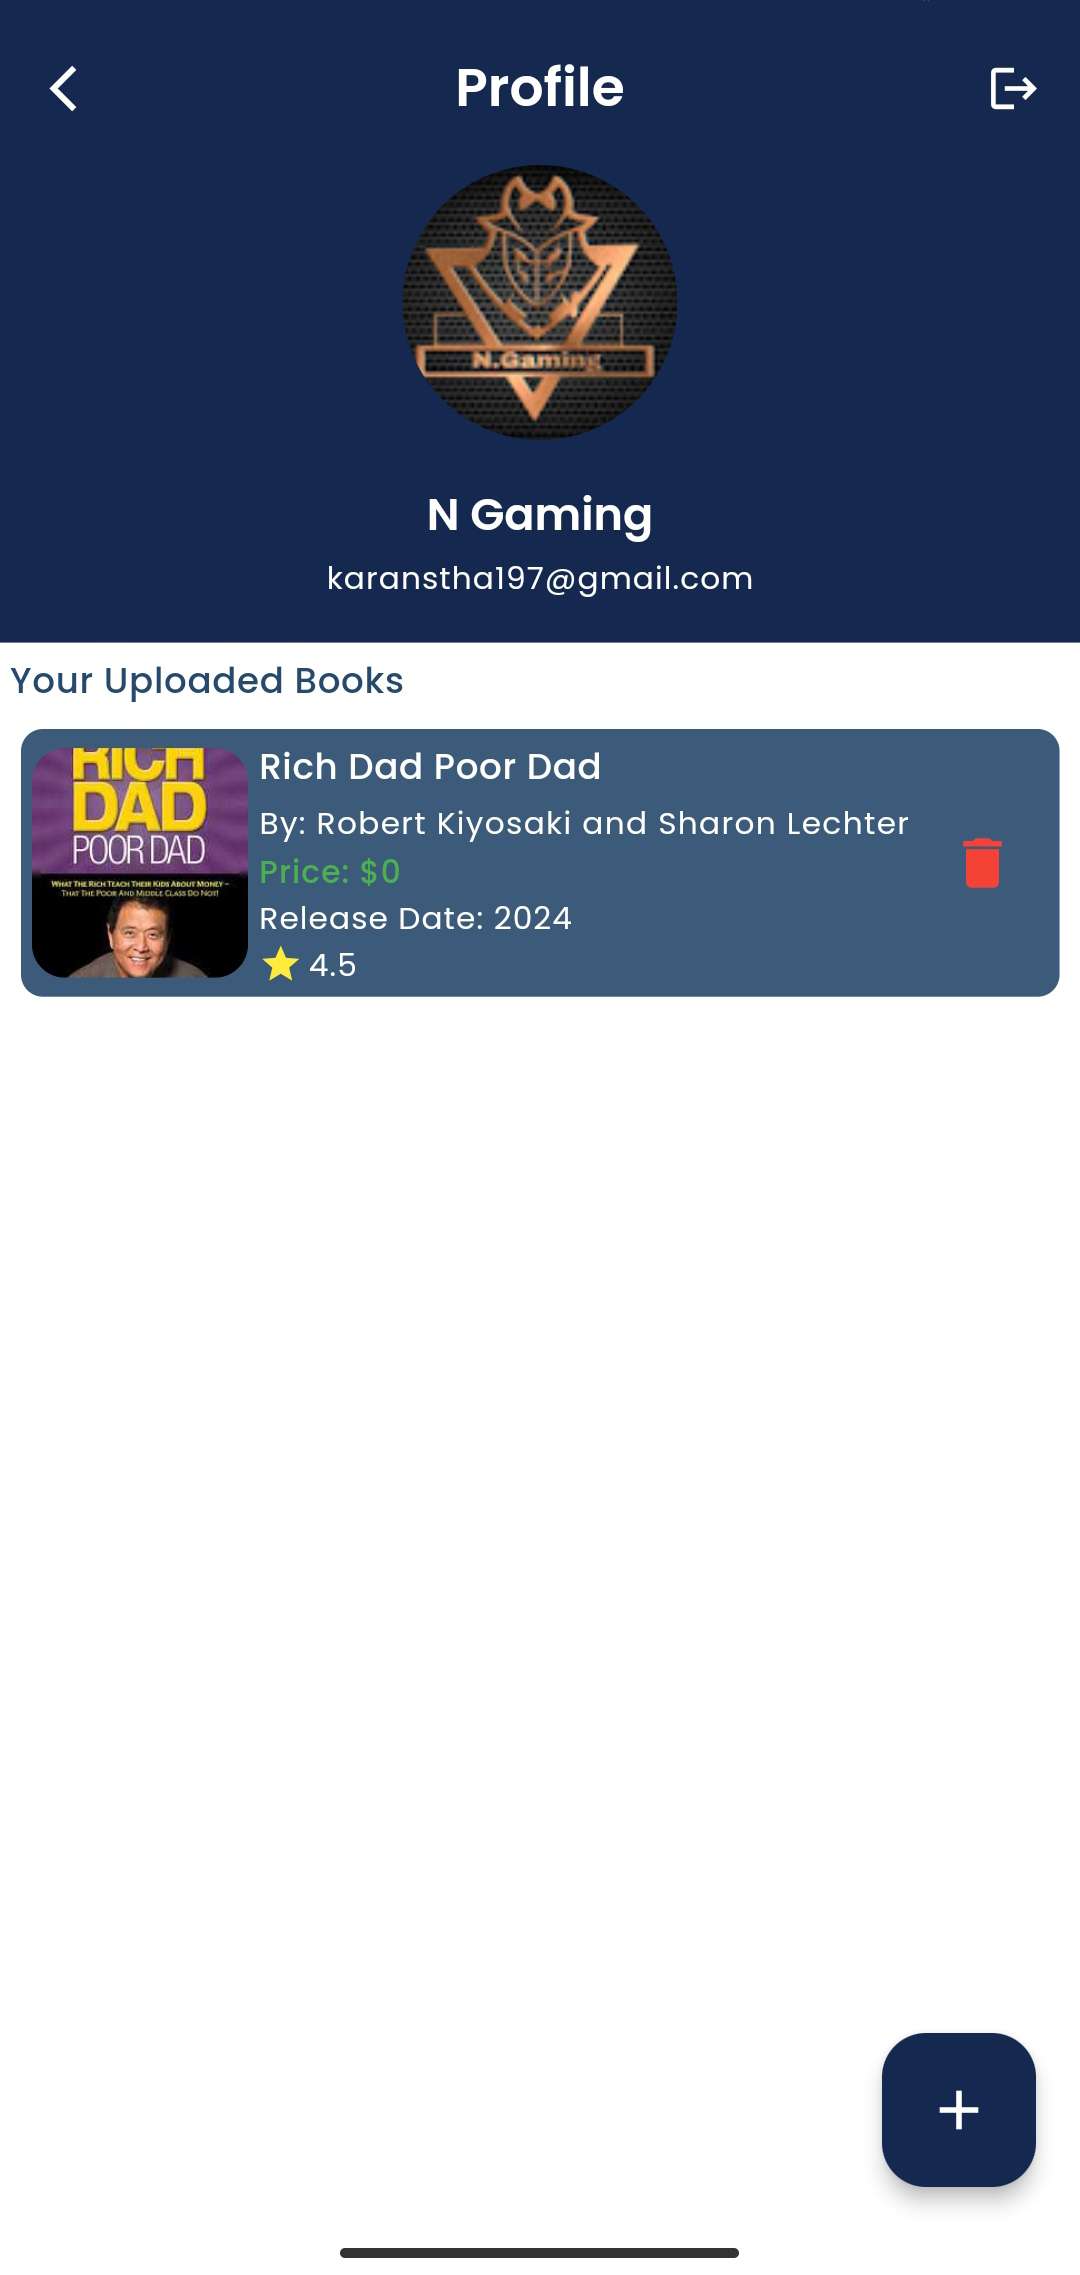 Profile
N.Gaming
N Gaming
karanstha197@gmail.com
Your Uploaded Books
RICH
DAD
POOR DAD
WHAT THE RICH TEACH THEIR KIDS ABOUT MONEY –
THAT THE POOR AND MIDDLE CLASS DO NOT!
Rich Dad Poor Dad
By: Robert Kiyosaki and Sharon Lechter
Price: $0
Release Date: 2024
4.5